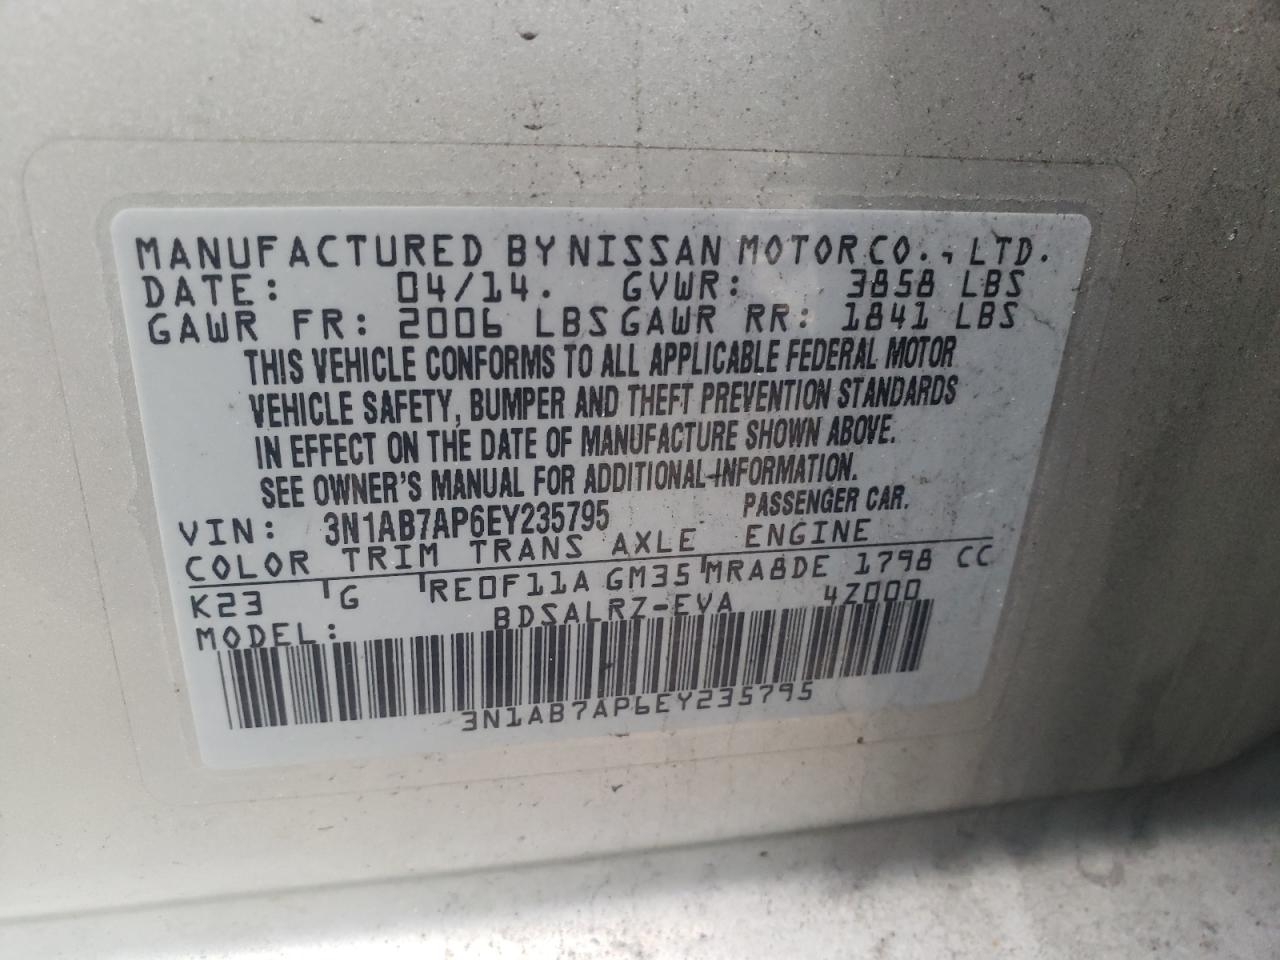 MANUFACTURED BY NISSAN MOTOR CO., LTD.
DATE: 04/14. GVWR: 3858 LBS
GAWR FR: 2006 LBS GAWR RR: 1841 LBS
THIS VEHICLE CONFORMS TO ALL APPLICABLE FEDERAL MOTOR
VEHICLE SAFETY, BUMPER AND THEFT PREVENTION STANDARDS
IN EFFECT ON THE DATE OF MANUFACTURE SHOWN ABOVE.
SEE OWNER'S MANUAL FOR ADDITIONAL INFORMATION.
VIN: 3N1AB7AP6EY235795 PASSENGER CAR.
COLOR TRIM TRANS AXLE ENGINE
K23 G RE0F11A GM35 MRA8DE 1798 CC
MODEL: BDSALRZ-EVA 4Z000
3N1AB7AP6EY235795